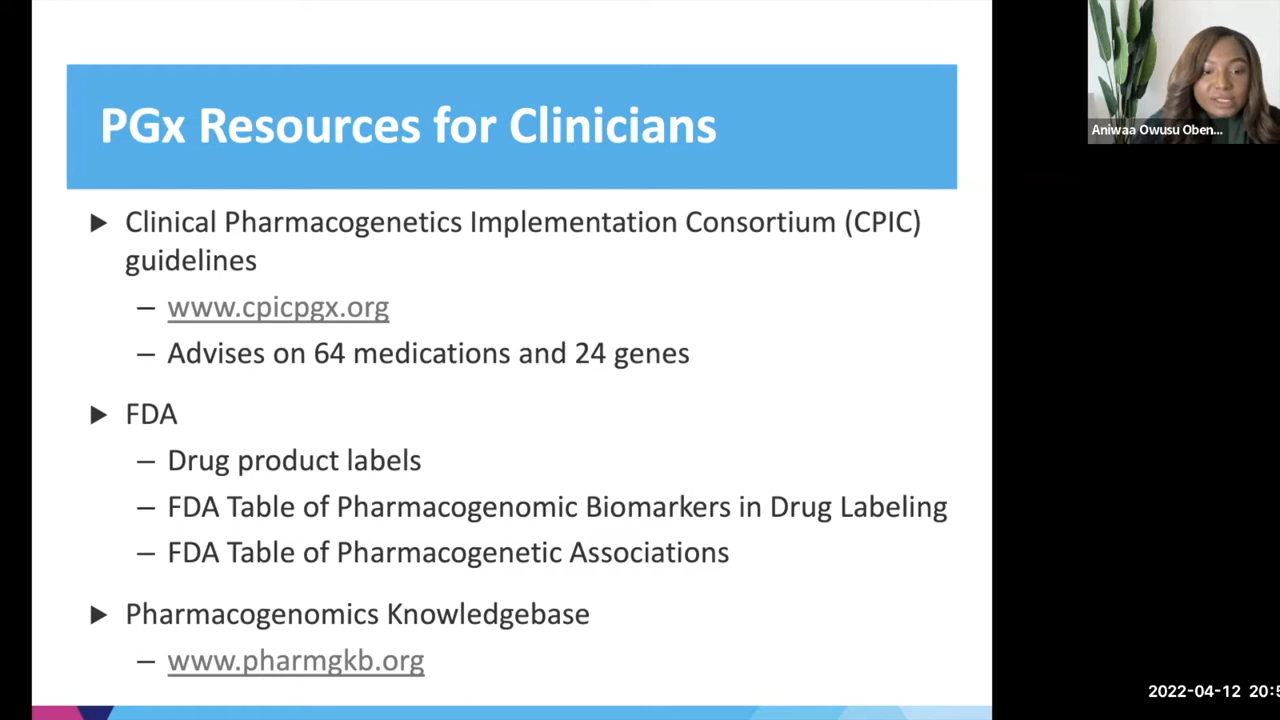 PGx Resources for Clinicians
Aniwaa Owusu Oben...
▶ Clinical Pharmacogenetics Implementation Consortium (CPIC)
guidelines
– www.cpicpgx.org
– Advises on 64 medications and 24 genes
▶ FDA
– Drug product labels
– FDA Table of Pharmacogenomic Biomarkers in Drug Labeling
– FDA Table of Pharmacogenetic Associations
▶ Pharmacogenomics Knowledgebase
– www.pharmgkb.org
2022-04-12 20:5